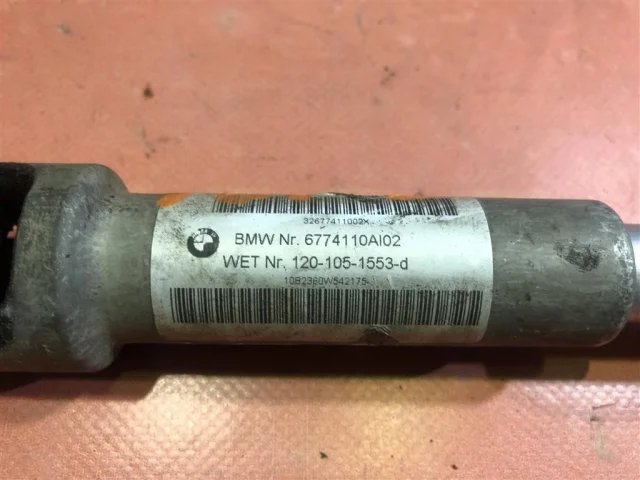 32677411002X
BMW Nr. 6774110AI02
WET Nr. 120-105-1553-d
10B2360W542175